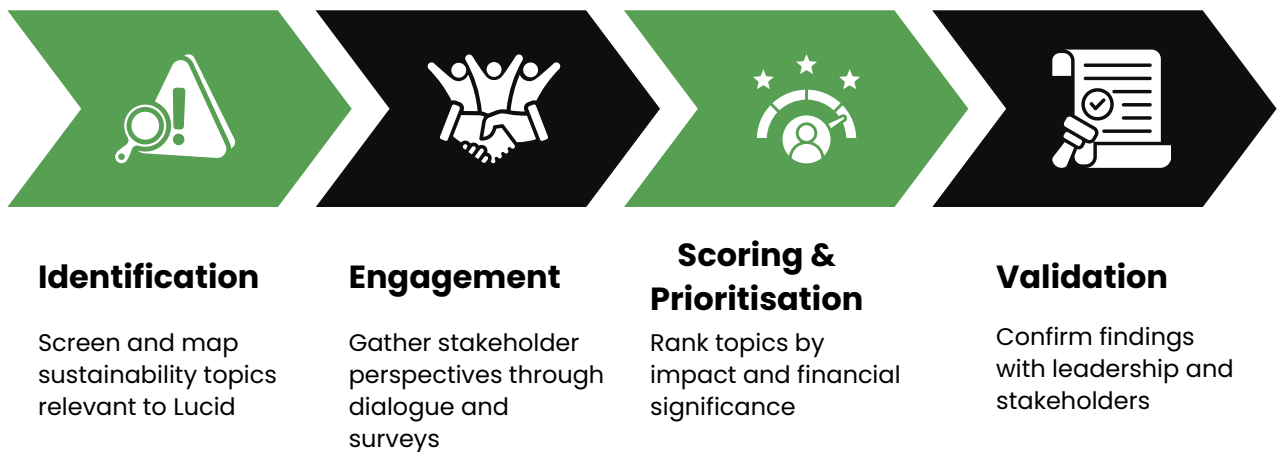 Identification
Screen and map
sustainability topics
relevant to Lucid
Engagement
Gather stakeholder
perspectives through
dialogue and
surveys
Scoring &
Prioritisation
Rank topics by
impact and financial
significance
Validation
Confirm findings
with leadership and
stakeholders